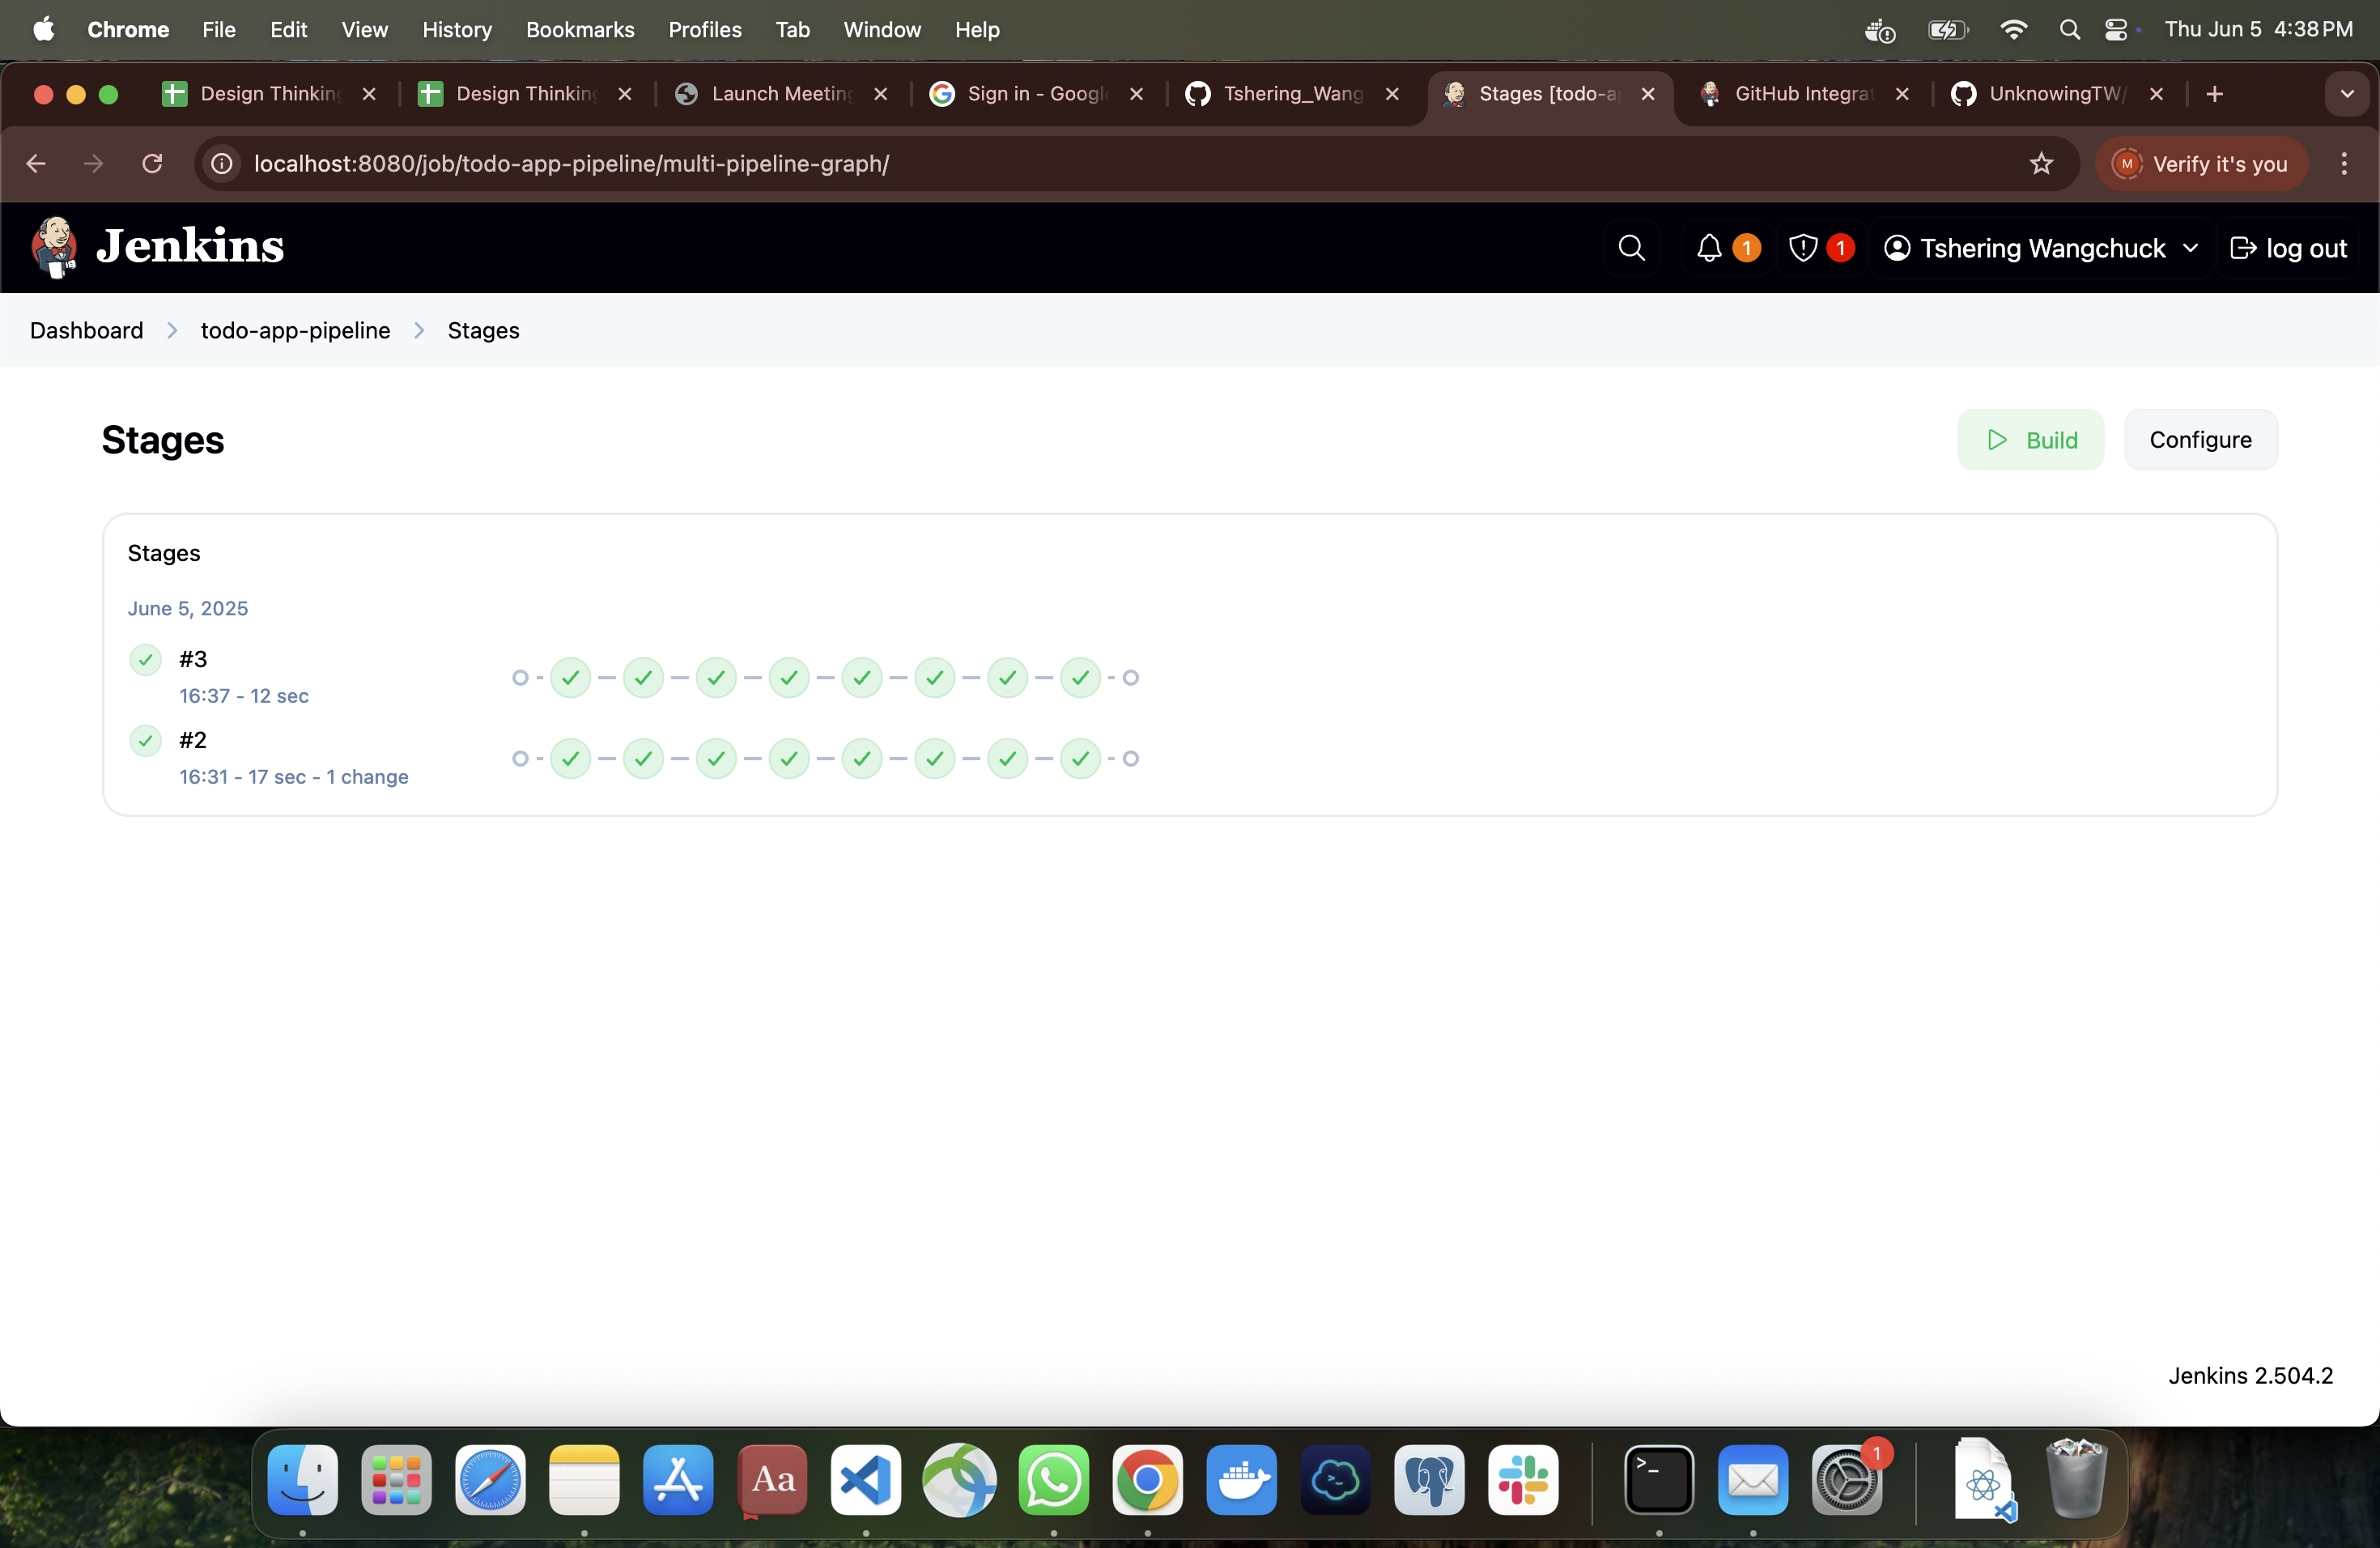 Chrome File Edit View History Bookmarks Profiles Tab Window Help Thu Jun 5 4:38 PM
Design Thinking Design Thinking Launch Meeting Sign in - Google Tshering_Wang Stages [todo-a GitHub Integrat UnknowingTW/
localhost:8080/job/todo-app-pipeline/multi-pipeline-graph/ M Verify it's you
Jenkins 1 1 Tshering Wangchuck log out
Dashboard todo-app-pipeline Stages
Stages Build Configure
Stages
June 5, 2025
#3
16:37 - 12 sec
#2
16:31 - 17 sec - 1 change
Jenkins 2.504.2
Aa >_ 1